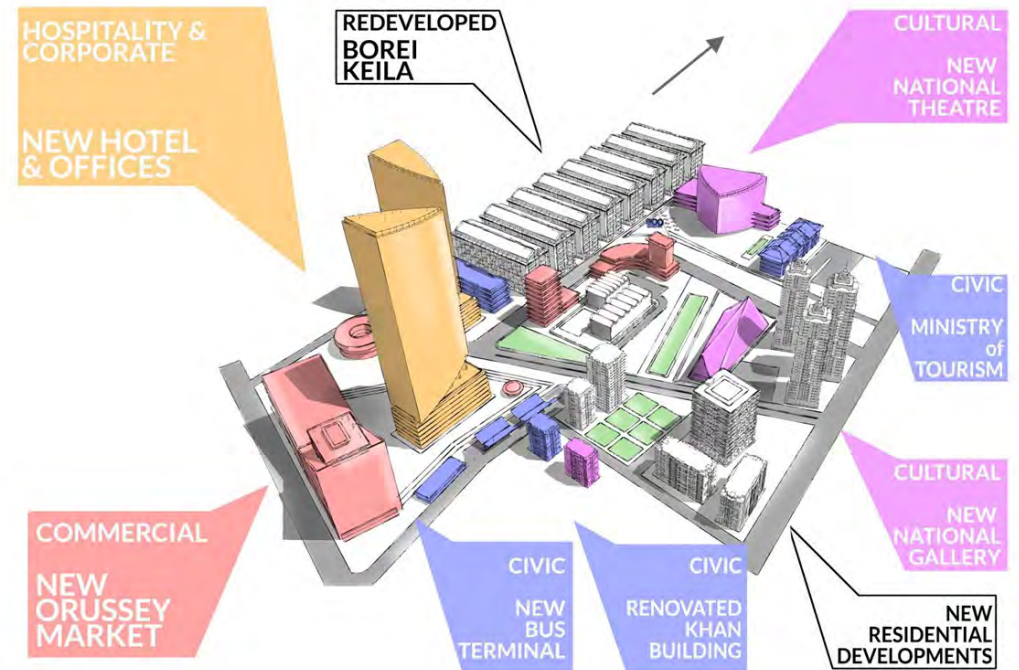 HOSPITALITY &
CORPORATE
NEW HOTEL
& OFFICES
REDEVELOPED
BOREI
KEILA
CULTURAL
NEW
NATIONAL
THEATRE
CIVIC
MINISTRY
of
TOURISM
CULTURAL
NEW
NATIONAL
GALLERY
COMMERCIAL
NEW
ORUSSEY
MARKET
CIVIC
NEW
BUS
TERMINAL
CIVIC
RENOVATED
KHAN
BUILDING
NEW
RESIDENTIAL
DEVELOPMENTS